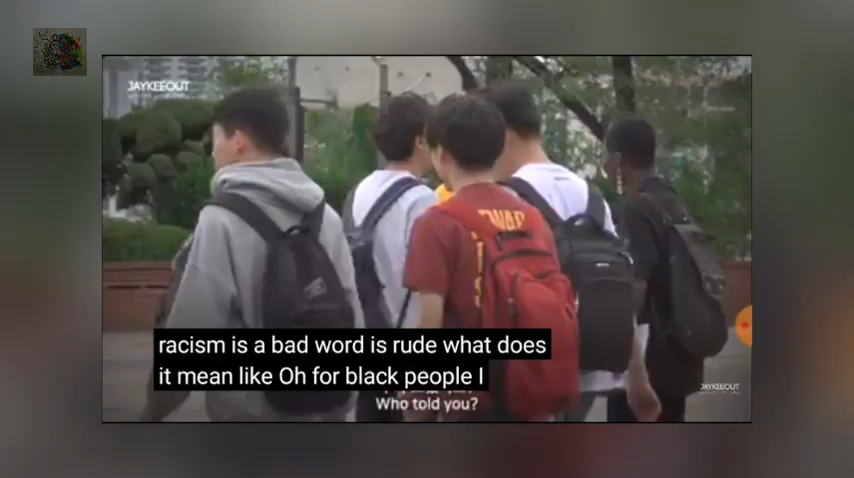 JAYKEEOUT
racism is a bad word is rude what does
it mean like Oh for black people I
Who told you?
JAYKEEOUT